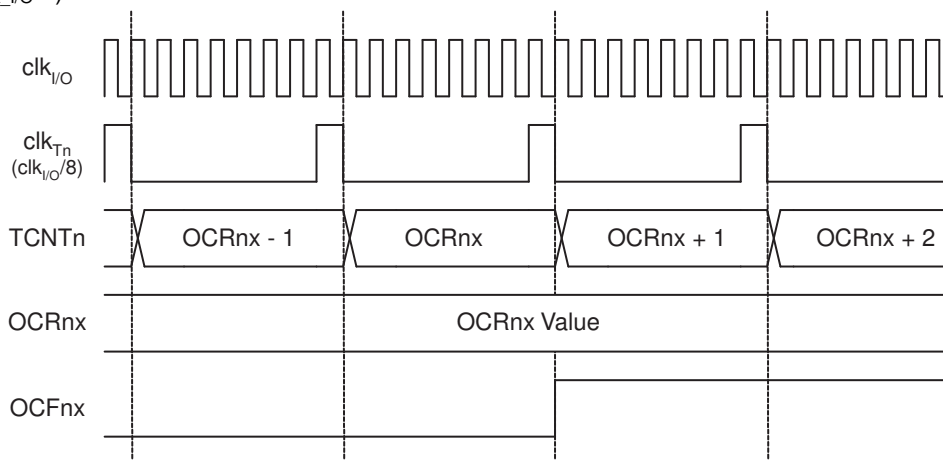 clk_I/O
clk_Tn
(clk_I/O/8)
TCNTn OCRnx - 1 OCRnx OCRnx + 1 OCRnx + 2
OCRnx OCRnx Value
OCFnx